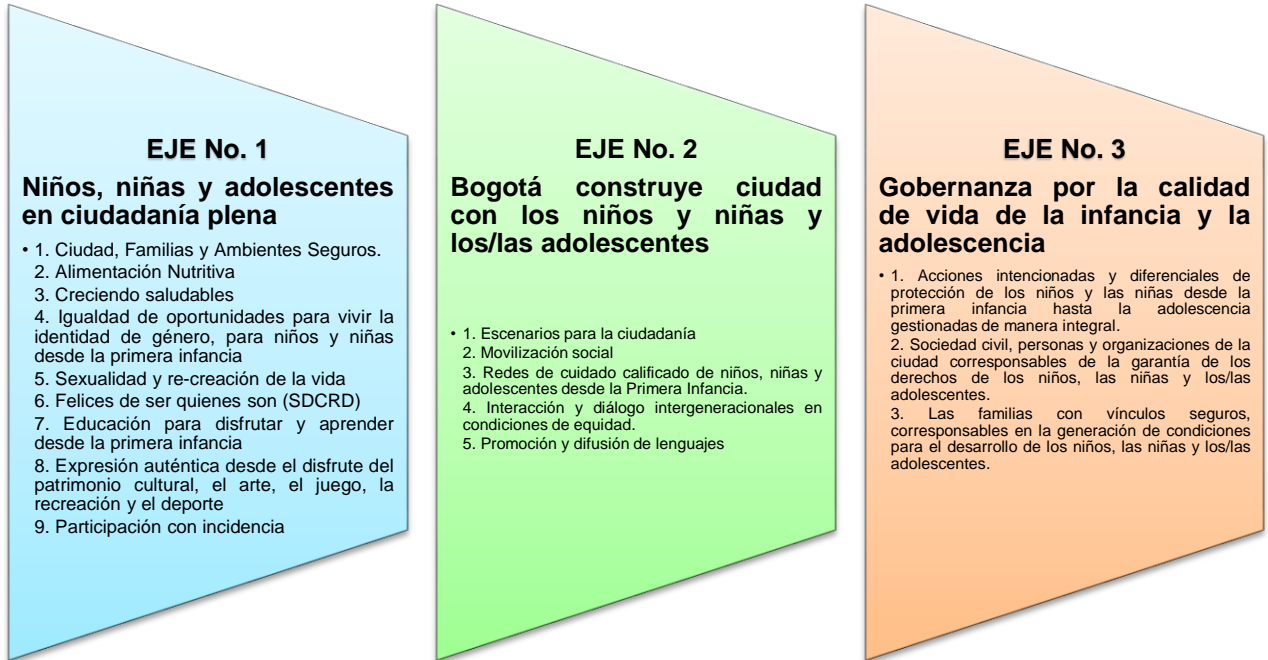 EJE No. 1
Niños, niñas y adolescentes
en ciudadanía plena
• 1. Ciudad, Familias y Ambientes Seguros.
2. Alimentación Nutritiva
3. Creciendo saludables
4. Igualdad de oportunidades para vivir la
identidad de género, para niños y niñas
desde la primera infancia
5. Sexualidad y re-creación de la vida
6. Felices de ser quienes son (SDCRD)
7. Educación para disfrutar y aprender
desde la primera infancia
8. Expresión auténtica desde el disfrute del
patrimonio cultural, el arte, el juego, la
recreación y el deporte
9. Participación con incidencia
EJE No. 2
Bogotá construye ciudad
con los niños y niñas y
los/las adolescentes
• 1. Escenarios para la ciudadanía
2. Movilización social
3. Redes de cuidado calificado de niños, niñas y
adolescentes desde la Primera Infancia.
4. Interacción y diálogo intergeneracionales en
condiciones de equidad.
5. Promoción y difusión de lenguajes
EJE No. 3
Gobernanza por la calidad
de vida de la infancia y la
adolescencia
• 1. Acciones intencionadas y diferenciales de
protección de los niños y las niñas desde la
primera infancia hasta la adolescencia
gestionadas de manera integral.
2. Sociedad civil, personas y organizaciones de la
ciudad corresponsables de la garantía de los
derechos de los niños, las niñas y los/las
adolescentes.
3. Las familias con vínculos seguros,
corresponsables en la generación de condiciones
para el desarrollo de los niños, las niñas y los/las
adolescentes.